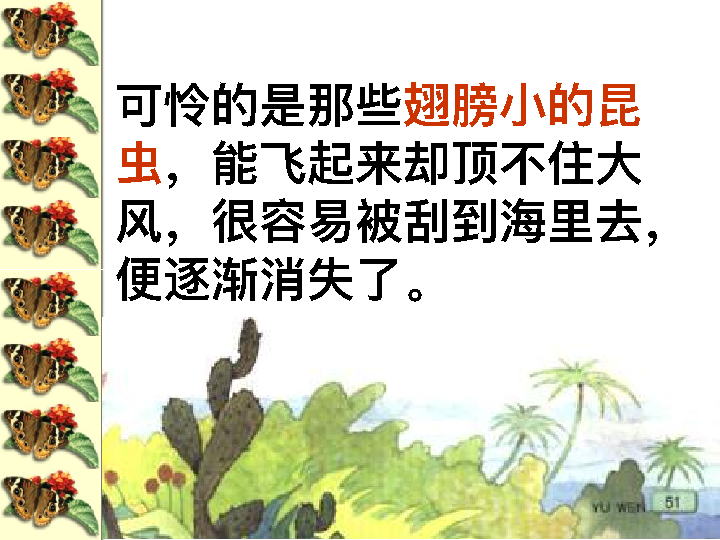 可怜的是那些翅膀小的昆
虫，能飞起来却顶不住大
风，很容易被刮到海里去，
便逐渐消失了。
YU WEN 51